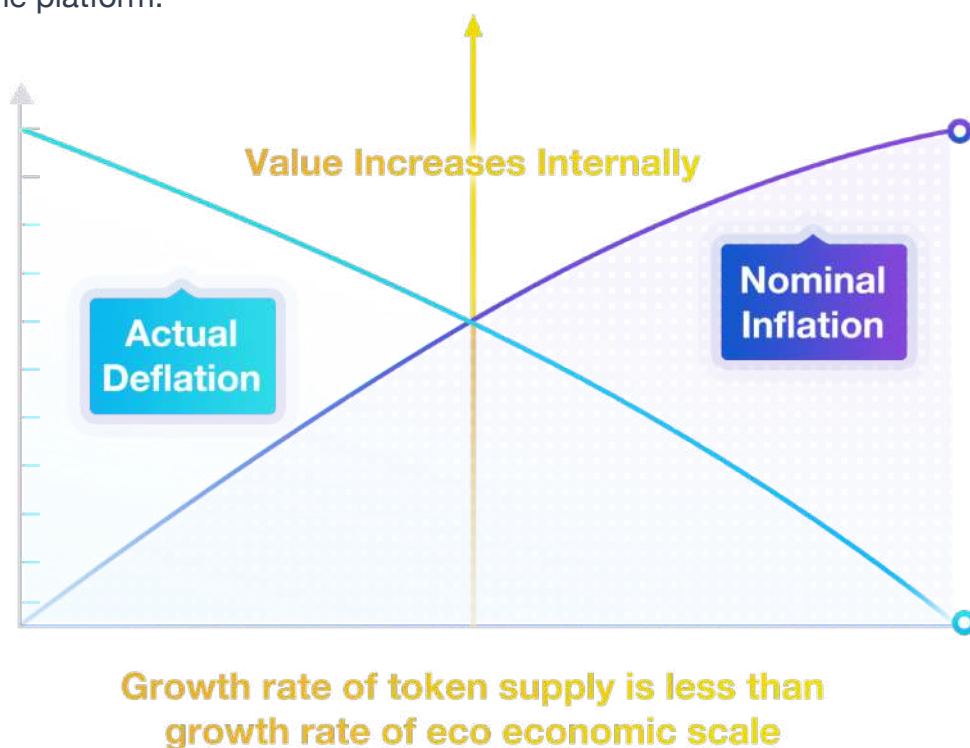 platform.
Value Increases Internally
Actual
Deflation
Nominal
Inflation
Growth rate of token supply is less than
growth rate of eco economic scale